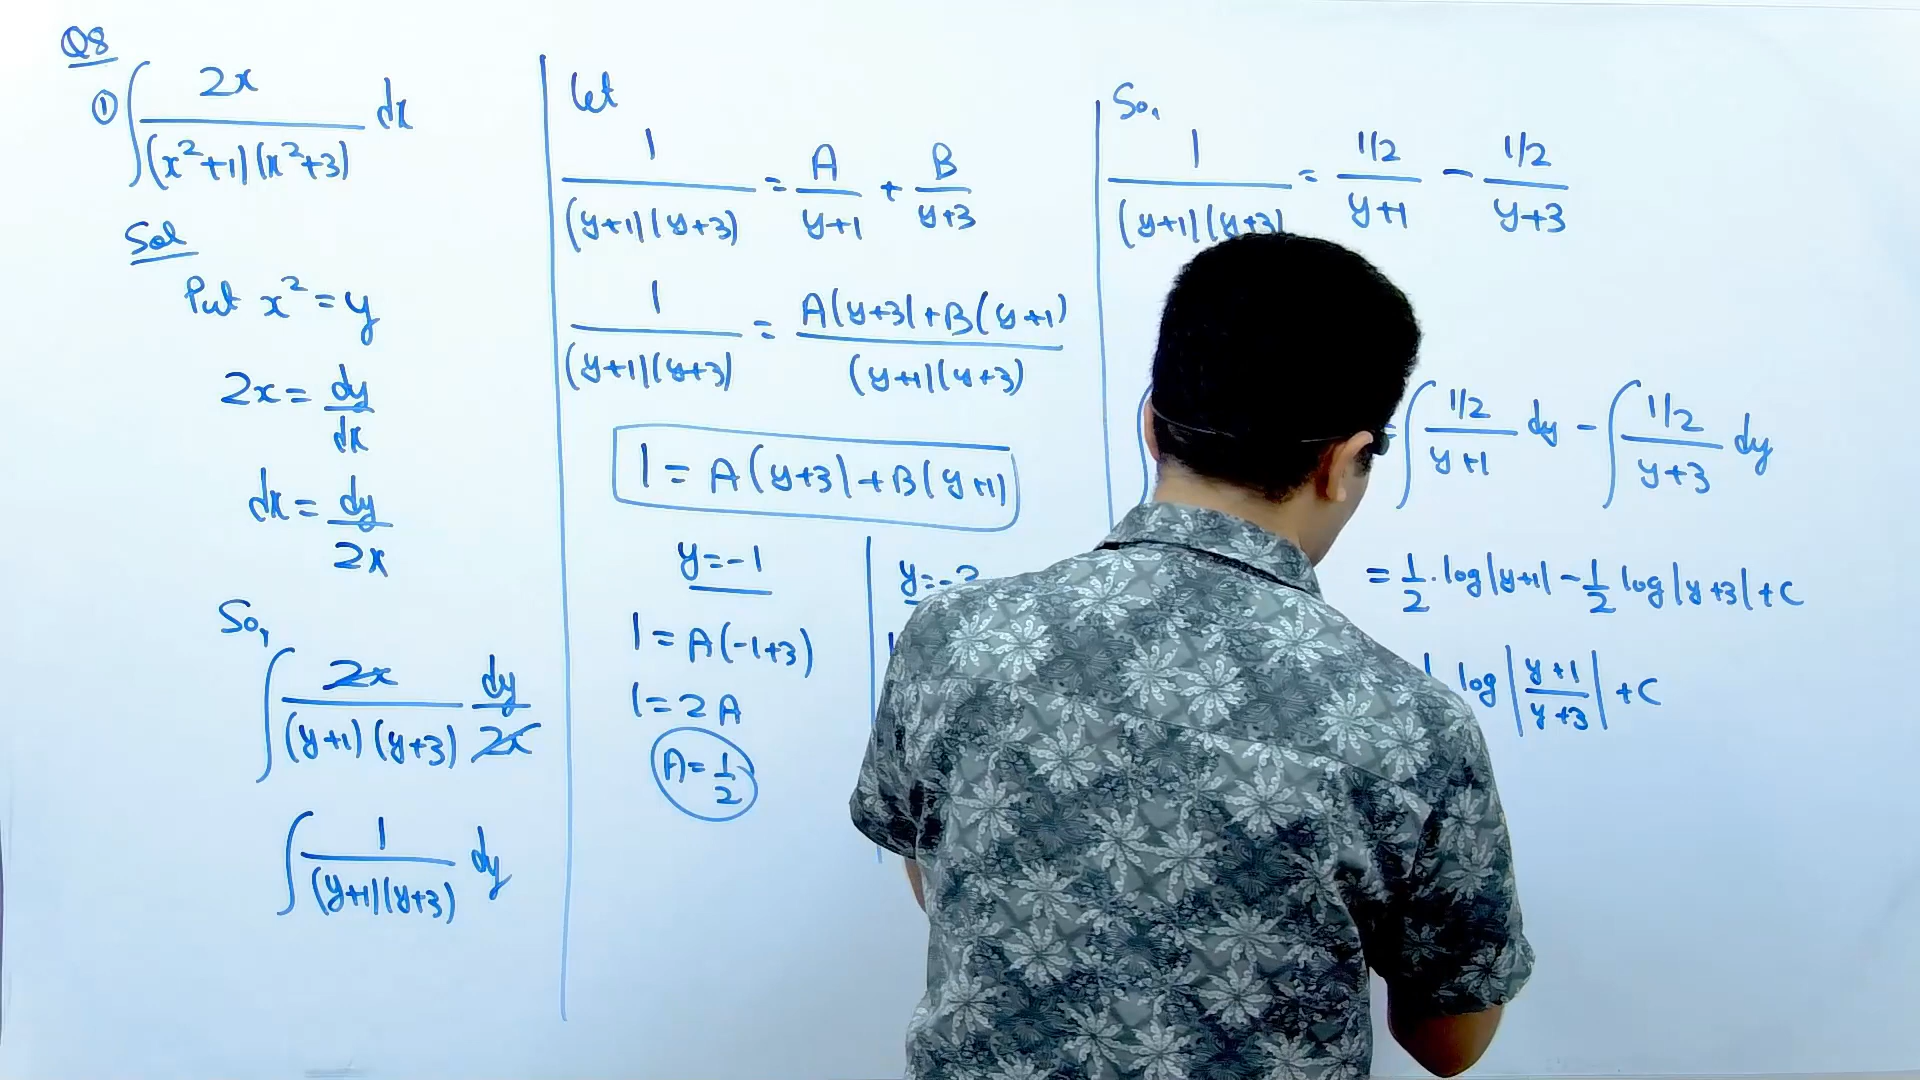 Q8
① ∫ 2x / (x²+1)(x²+3) dx
Sol
Put x² = y
2x = dy/dx
dx = dy/2x
So,
∫ 2x / (y+1)(y+3) dy/2x
∫ 1 / (y+1)(y+3) dy
Let
1 / (y+1)(y+3) = A / y+1 + B / y+3
1 / (y+1)(y+3) = A(y+3)+B(y+1) / (y+1)(y+3)
1 = A(y+3)+B(y+1)
y=-1
1 = A(-1+3)
1 = 2A
A = 1/2
y=-3
So,
1 / (y+1)(y+3) = 1/2 / y+1 - 1/2 / y+3
= ∫ 1/2 / y+1 dy - ∫ 1/2 / y+3 dy
= 1/2 . log|y+1| - 1/2 log|y+3| + C
log| y+1 / y+3 | + C